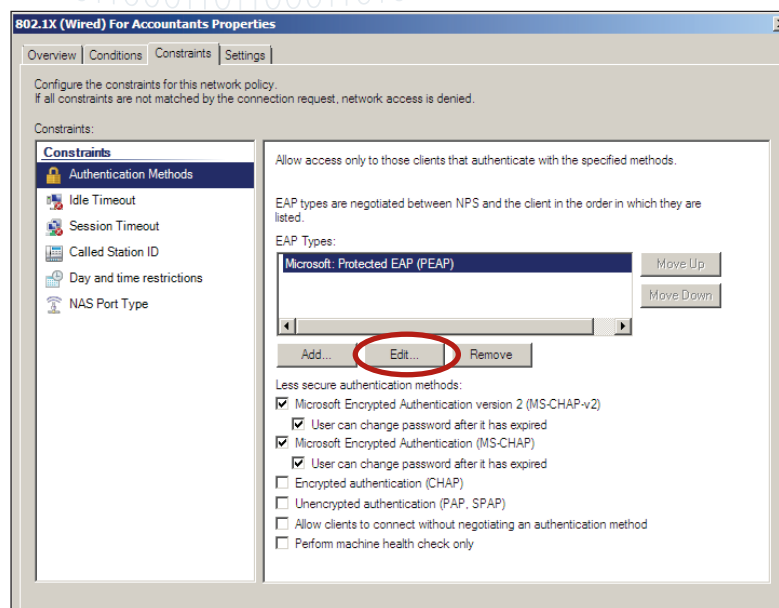 802.1X (Wired) For Accountants Properties
Overview Conditions Constraints Settings
Configure the constraints for this network policy.
If all constraints are not matched by the connection request, network access is denied.
Constraints:
Constraints
Authentication Methods
Idle Timeout
Session Timeout
Called Station ID
Day and time restrictions
NAS Port Type
Allow access only to those clients that authenticate with the specified methods.
EAP types are negotiated between NPS and the client in the order in which they are
listed.
EAP Types:
Microsoft: Protected EAP (PEAP)
Move Up
Move Down
Add... Edit... Remove
Less secure authentication methods:
Microsoft Encrypted Authentication version 2 (MS-CHAP-v2)
User can change password after it has expired
Microsoft Encrypted Authentication (MS-CHAP)
User can change password after it has expired
Encrypted authentication (CHAP)
Unencrypted authentication (PAP, SPAP)
Allow clients to connect without negotiating an authentication method
Perform machine health check only